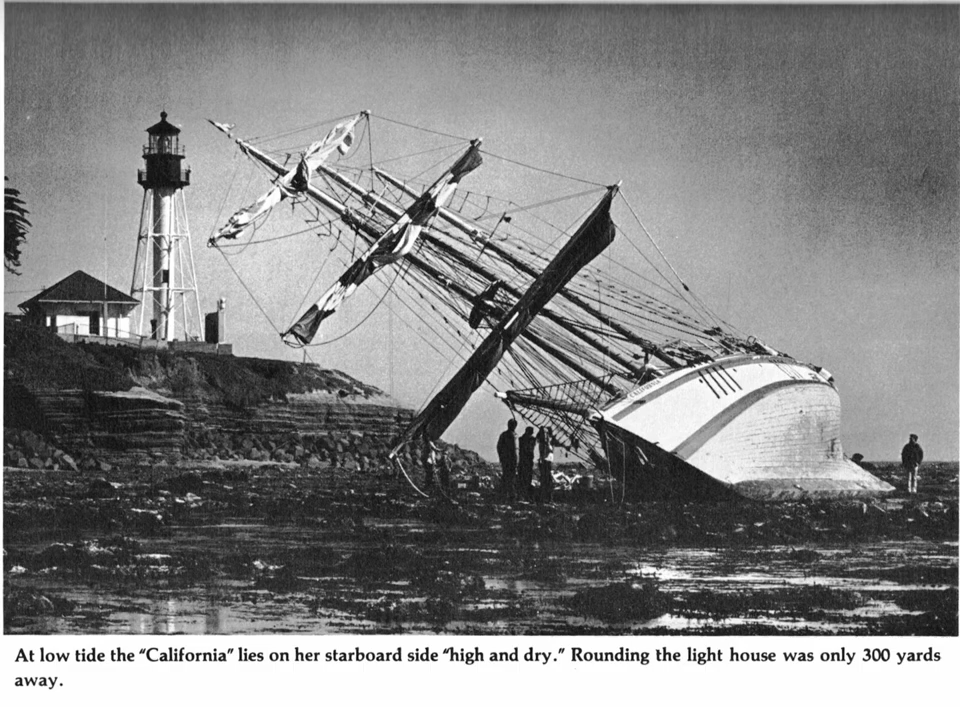 CALIFORNIA
At low tide the “California” lies on her starboard side “high and dry.” Rounding the light house was only 300 yards
away.